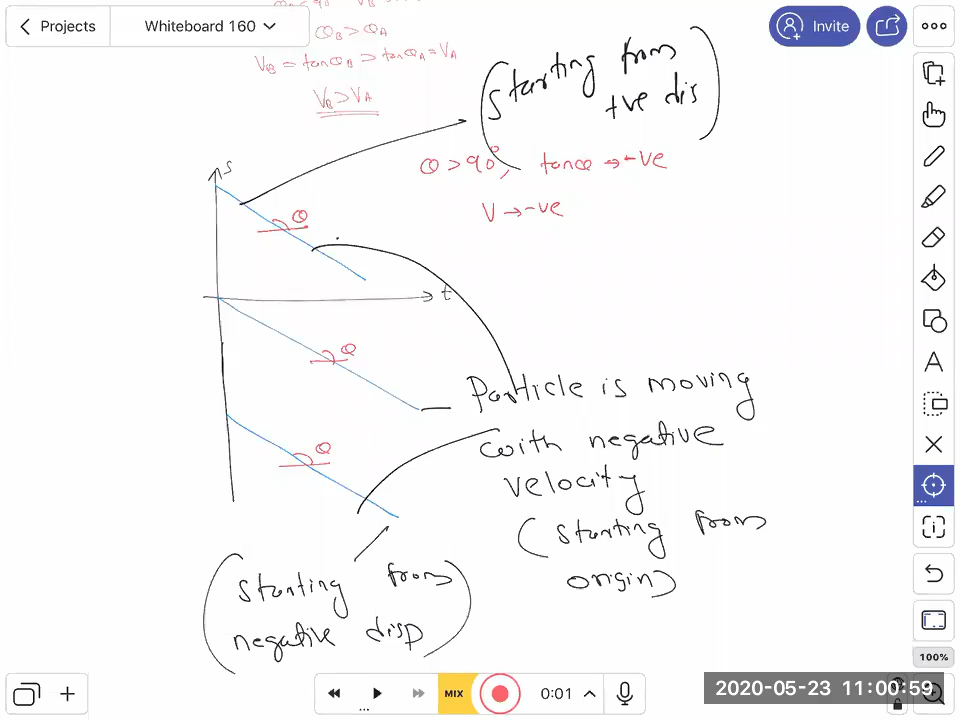 Projects
Whiteboard 160
Invite
θB > θA
VB = tanθB > tanθA = VA
VB > VA
(Starting from
+ve dis)
θ > 90°, tanθ → -ve
V → -ve
S
θ
t
θ
Particle is moving
with negative
velocity
(Starting from
origin)
θ
(Starting from
negative disp)
A
100%
MIX
0:01
2020-05-23 11:00:59